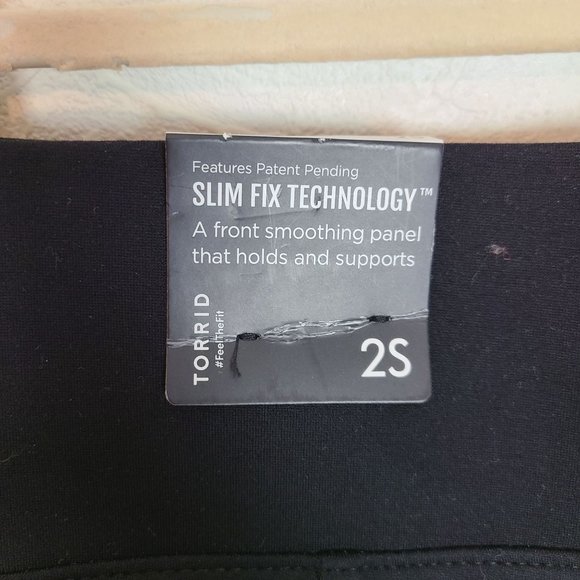 Features Patent Pending
SLIM FIX TECHNOLOGY™
A front smoothing panel
that holds and supports
TORRID
#FeelTheFit
2S